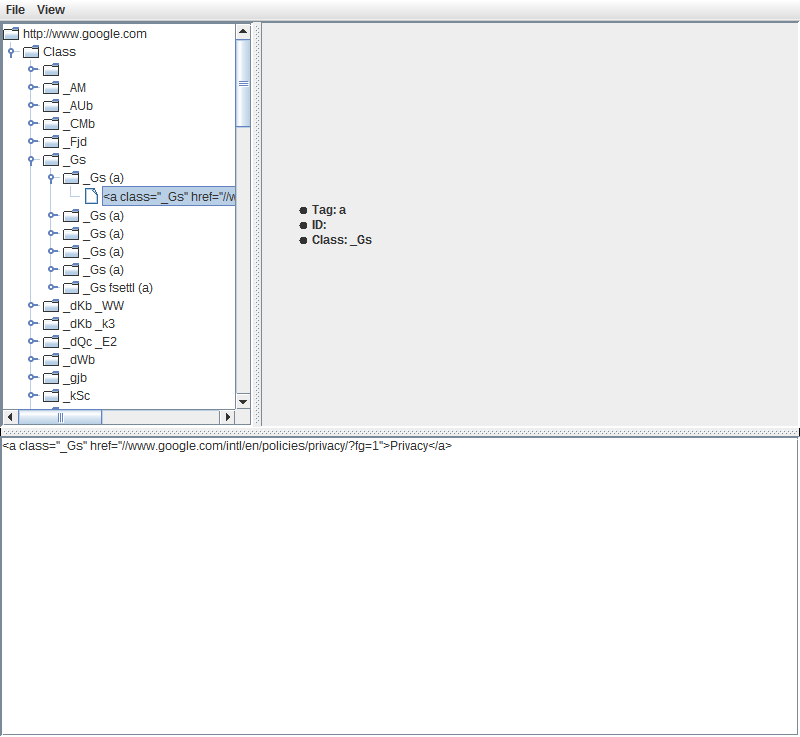 File View
http://www.google.com
Class
_AM
_AUb
_CMb
_Fjd
_Gs
_Gs (a)
<a class="_Gs" href="//w
_Gs (a)
_Gs (a)
_Gs (a)
_Gs (a)
_Gs fsettl (a)
_dKb _WW
_dKb _k3
_dQc _E2
_dWb
_gjb
_kSc
Tag: a
ID:
Class: _Gs
<a class="_Gs" href="//www.google.com/intl/en/policies/privacy/?fg=1">Privacy</a>